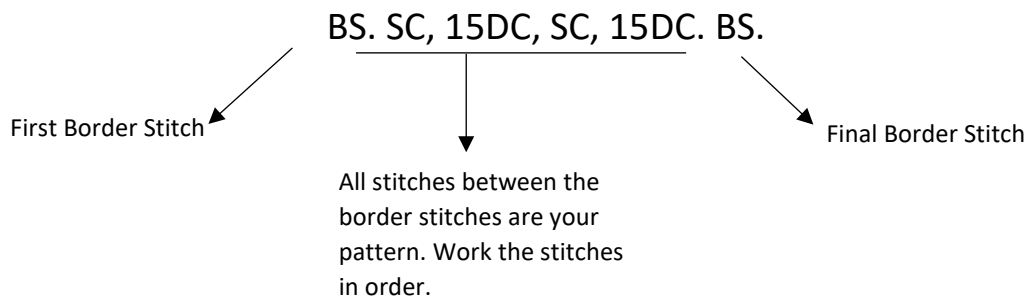 BS. SC, 15DC, SC, 15DC. BS.
First Border Stitch
Final Border Stitch
All stitches between the
border stitches are your
pattern. Work the stitches
in order.